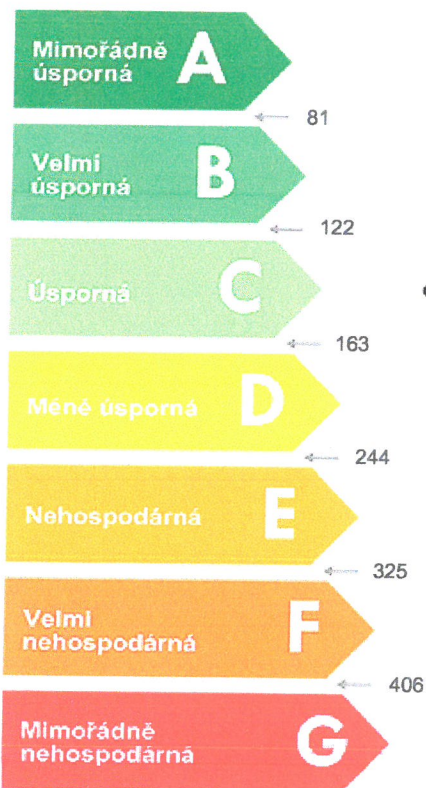 Mimořádně
úsporná A
81
Velmi
úsporná B
122
Úsporná C
163
Méně úsporná D
244
Nehospodárná E
325
Velmi
nehospodárná F
406
Mimořádně
nehospodárná G